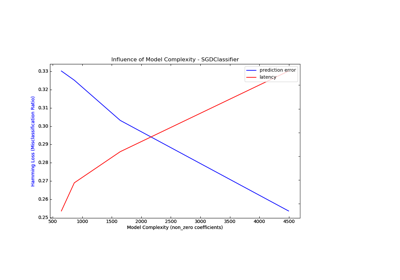 Influence of Model Complexity - SGDClassifier
prediction error
latency
Hamming Loss (Misclassification Ratio)
0.33
0.32
0.31
0.30
0.29
0.28
0.27
0.26
0.25
500 1000 1500 2000 2500 3000 3500 4000 4500
Model Complexity (non_zero coefficients)